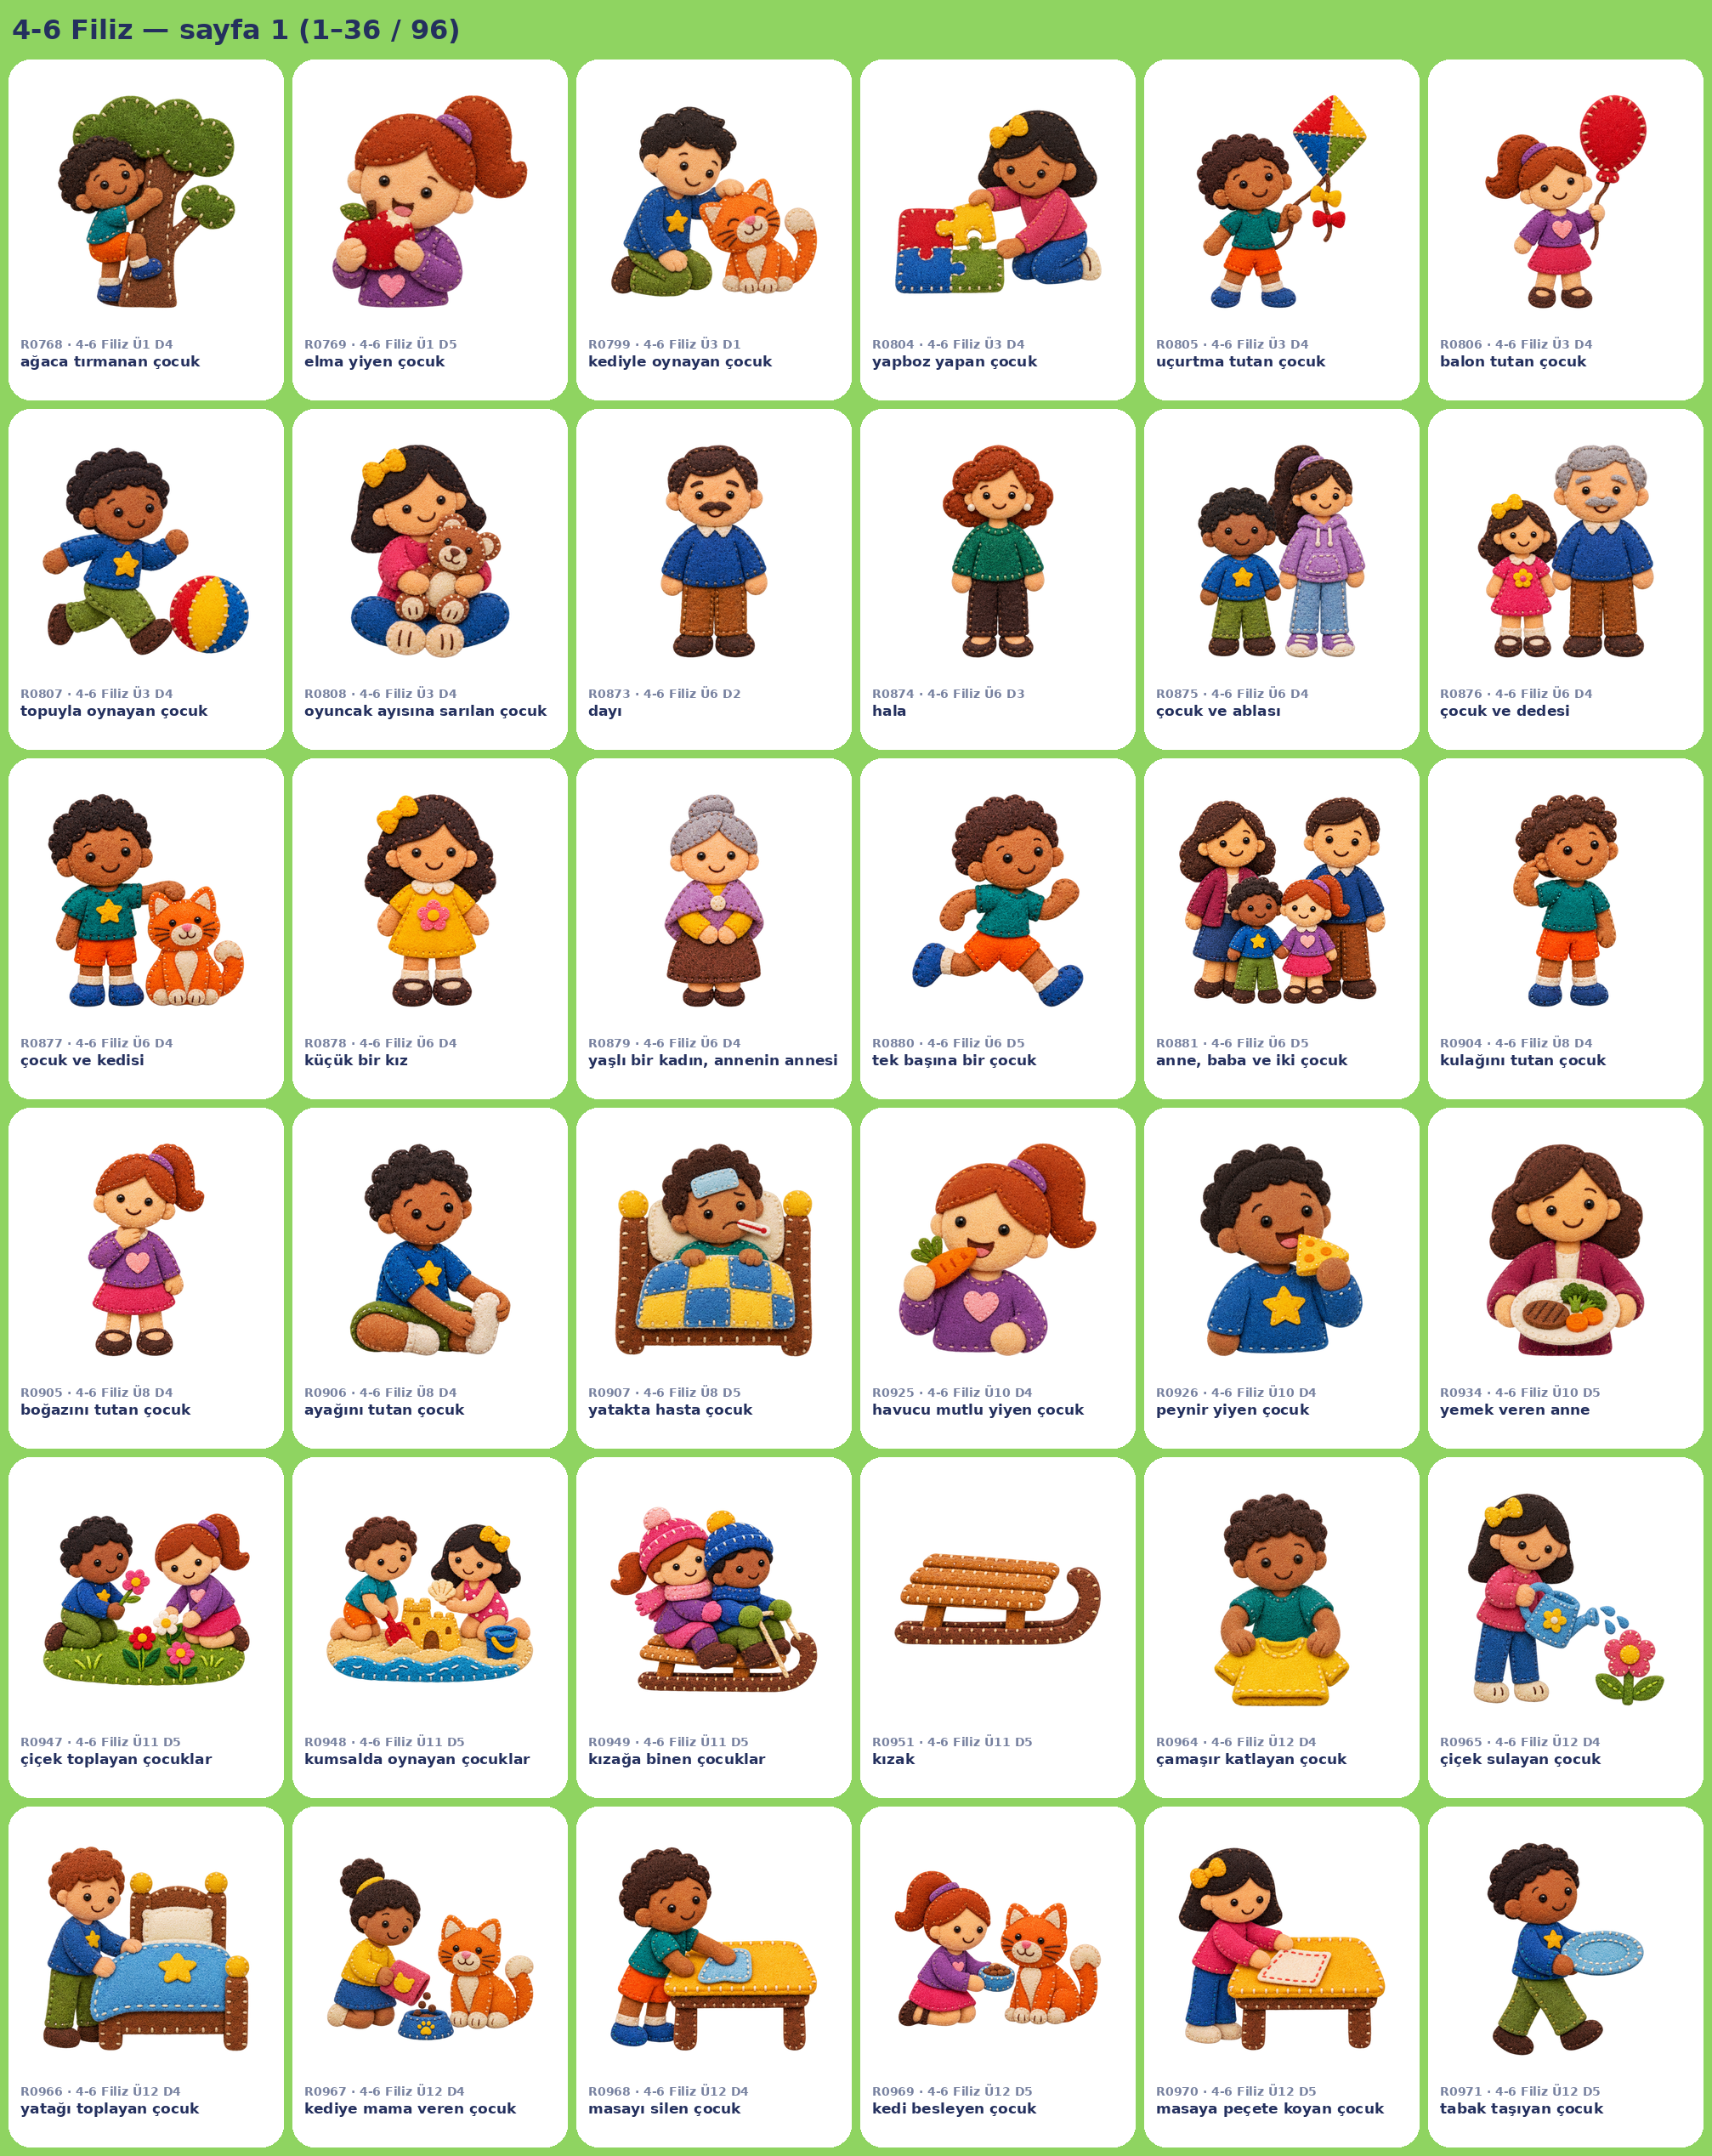 4-6 Filiz — sayfa 1 (1–36 / 96)
R0768 · 4-6 Filiz Ü1 D4
ağaca tırmanan çocuk
R0769 · 4-6 Filiz Ü1 D5
elma yiyen çocuk
R0799 · 4-6 Filiz Ü3 D1
kediyle oynayan çocuk
R0804 · 4-6 Filiz Ü3 D4
yapboz yapan çocuk
R0805 · 4-6 Filiz Ü3 D4
uçurtma tutan çocuk
R0806 · 4-6 Filiz Ü3 D4
balon tutan çocuk
R0807 · 4-6 Filiz Ü3 D4
topuyla oynayan çocuk
R0808 · 4-6 Filiz Ü3 D4
oyuncak ayısına sarılan çocuk
R0873 · 4-6 Filiz Ü6 D2
dayı
R0874 · 4-6 Filiz Ü6 D3
hala
R0875 · 4-6 Filiz Ü6 D4
çocuk ve ablası
R0876 · 4-6 Filiz Ü6 D4
çocuk ve dedesi
R0877 · 4-6 Filiz Ü6 D4
çocuk ve kedisi
R0878 · 4-6 Filiz Ü6 D4
küçük bir kız
R0879 · 4-6 Filiz Ü6 D4
yaşlı bir kadın, annenin annesi
R0880 · 4-6 Filiz Ü6 D5
tek başına bir çocuk
R0881 · 4-6 Filiz Ü6 D5
anne, baba ve iki çocuk
R0904 · 4-6 Filiz Ü8 D4
kulağını tutan çocuk
R0905 · 4-6 Filiz Ü8 D4
boğazını tutan çocuk
R0906 · 4-6 Filiz Ü8 D4
ayağını tutan çocuk
R0907 · 4-6 Filiz Ü8 D5
yatakta hasta çocuk
R0925 · 4-6 Filiz Ü10 D4
havucu mutlu yiyen çocuk
R0926 · 4-6 Filiz Ü10 D4
peynir yiyen çocuk
R0934 · 4-6 Filiz Ü10 D5
yemek veren anne
R0947 · 4-6 Filiz Ü11 D5
çiçek toplayan çocuklar
R0948 · 4-6 Filiz Ü11 D5
kumsalda oynayan çocuklar
R0949 · 4-6 Filiz Ü11 D5
kızağa binen çocuklar
R0951 · 4-6 Filiz Ü11 D5
kızak
R0964 · 4-6 Filiz Ü12 D4
çamaşır katlayan çocuk
R0965 · 4-6 Filiz Ü12 D4
çiçek sulayan çocuk
R0966 · 4-6 Filiz Ü12 D4
yatağı toplayan çocuk
R0967 · 4-6 Filiz Ü12 D4
kediye mama veren çocuk
R0968 · 4-6 Filiz Ü12 D4
masayı silen çocuk
R0969 · 4-6 Filiz Ü12 D5
kedi besleyen çocuk
R0970 · 4-6 Filiz Ü12 D5
masaya peçete koyan çocuk
R0971 · 4-6 Filiz Ü12 D5
tabak taşıyan çocuk